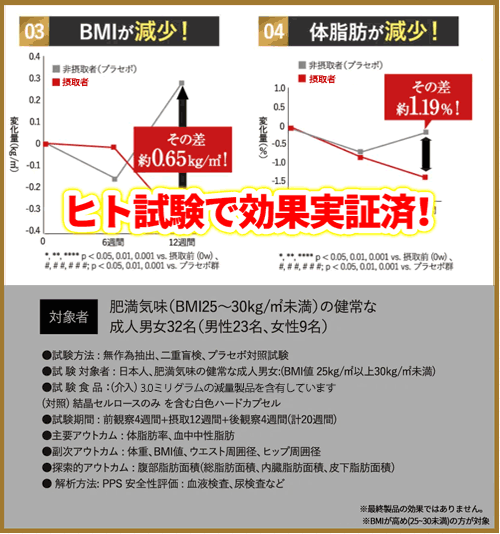 03 BMIが減少！
04 体脂肪が減少！
非摂取者(プラセボ)
摂取者
変化量(kg/㎡)
0.4
0.3
0.2
0.1
0
-0.1
-0.2
-0.3
-0.4
その差
約0.65kg/㎡！
0 6週間 12週間
*, **, **** p < 0.05, 0.01, 0.001 vs. 摂取前 (0w) 、
#, # #, # # #; p < 0.05, 0.01, 0.001 vs. プラセボ群
非摂取者(プラセボ)
摂取者
変化量(%)
1.0
0.5
0
-0.5
-1.0
-1.5
その差
約1.19％！
*, **, **** p < 0.05, 0.01, 0.001 vs. 摂取前 (0w) 、
#, # #, # # #; p < 0.05, 0.01, 0.001 vs. プラセボ群
ヒト試験で効果実証済！
対象者
肥満気味（BMI25〜30kg/㎡未満）の健常な
成人男女32名（男性23名、女性9名）
●試験方法：無作為抽出、二重盲検、プラセボ対照試験
●試験対象者：日本人、肥満気味の健常な成人男女:(BMI値 25kg/㎡以上30kg/㎡未満)
●試験食品：(介入) 3.0ミリグラムの減量製品を含有しています
(対照) 結晶セルロースのみ を含む白色ハードカプセル
●試験期間：前観察4週間+摂取12週間+後観察4週間(計20週間)
●主要アウトカム：体脂肪率、血中中性脂肪
●副次アウトカム：体重、BMI値、ウエスト周囲径、ヒップ周囲径
●探索的アウトカム：腹部脂肪面積(総脂肪面積、内臓脂肪面積、皮下脂肪面積)
● 解析方法: PPS 安全性評価：血液検査、尿検査など
※最終製品の効果ではありません。
※BMIが高め(25~30未満)の方が対象